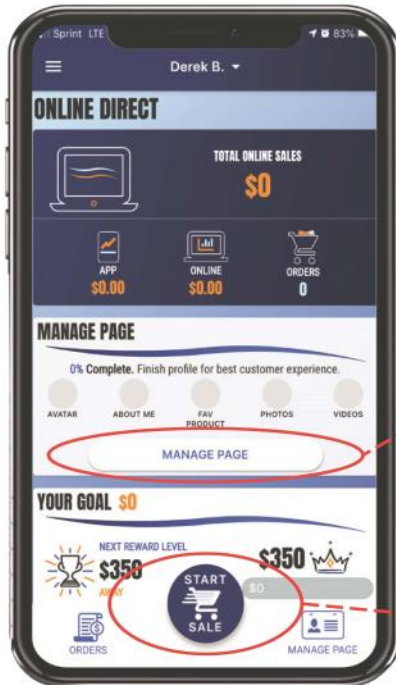 Sprint LTE
83%
Derek B.
ONLINE DIRECT
TOTAL ONLINE SALES
$0
APP
$0.00
ONLINE
$0.00
ORDERS
0
MANAGE PAGE
0% Complete. Finish profile for best customer experience.
AVATAR
ABOUT ME
FAV
PRODUCT
PHOTOS
VIDEOS
MANAGE PAGE
YOUR GOAL $0
NEXT REWARD LEVEL
$350
AWAY
$350
$0
START
SALE
ORDERS
MANAGE PAGE